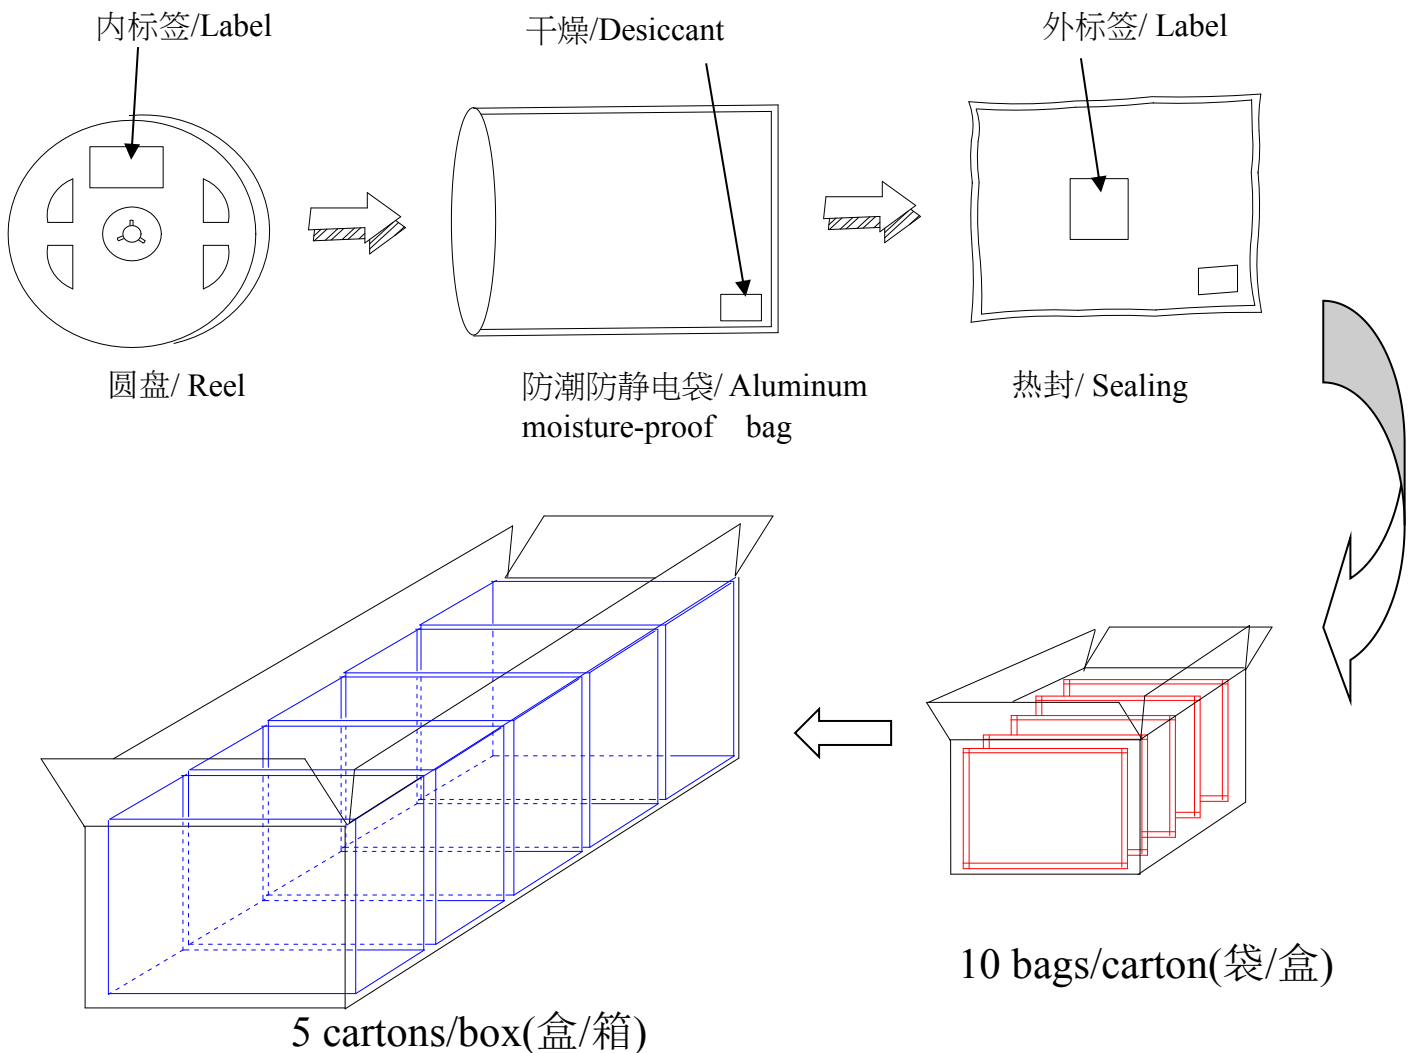 内标签/Label
干燥/Desiccant
外标签/ Label
圆盘/ Reel
防潮防静电袋/ Aluminum
moisture-proof bag
热封/ Sealing
10 bags/carton(袋/盒)
5 cartons/box(盒/箱)